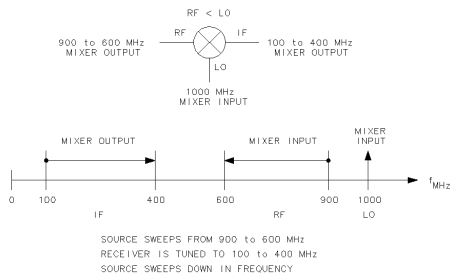 RF < LO
RF
IF
900 to 600 MHz
MIXER OUTPUT
100 to 400 MHz
MIXER OUTPUT
LO
1000 MHz
MIXER INPUT
MIXER OUTPUT
MIXER INPUT
MIXER
INPUT
fMHz
0 100 400 600 900 1000
IF RF LO
SOURCE SWEEPS FROM 900 to 600 MHz
RECEIVER IS TUNED TO 100 to 400 MHz
SOURCE SWEEPS DOWN IN FREQUENCY